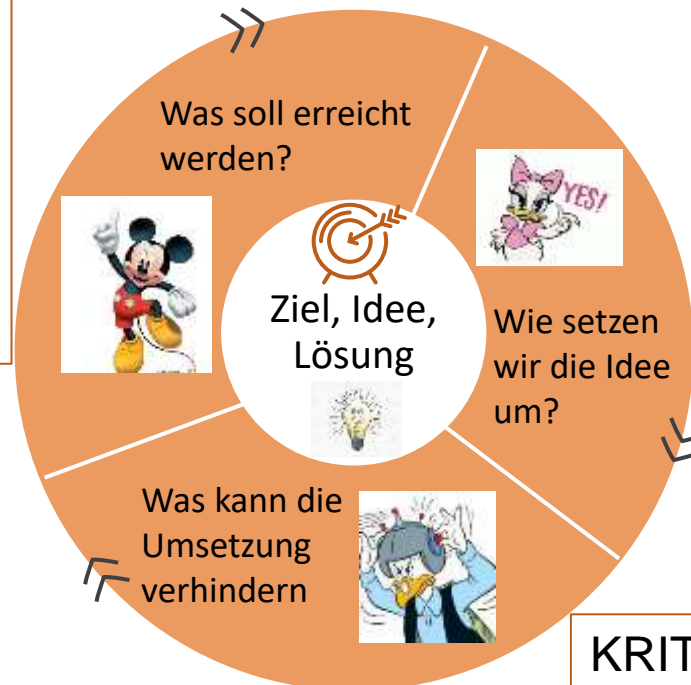 Was soll erreicht
werden?
YES!
Ziel, Idee,
Lösung
Wie setzen
wir die Idee
um?
Was kann die
Umsetzung
verhindern
KRIT